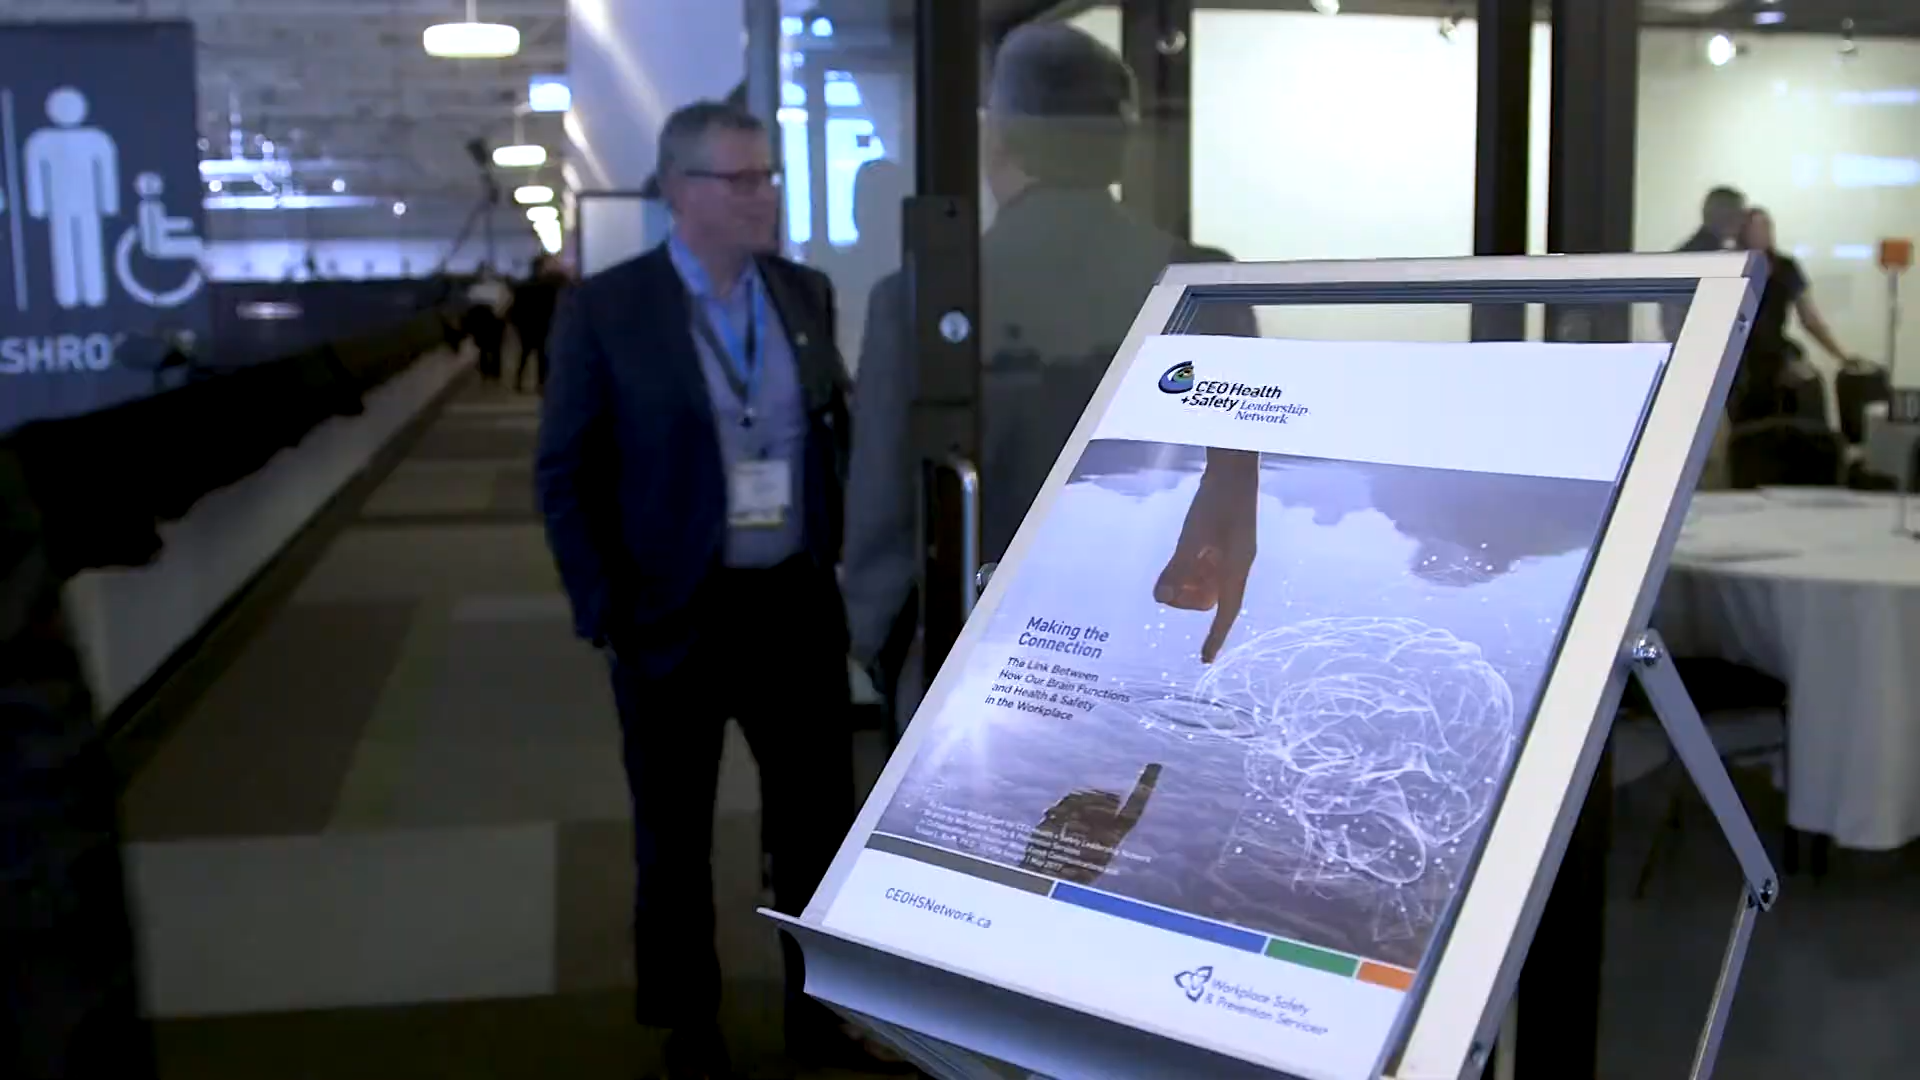 SHRO
CEO Health
+Safety Leadership
Network
Making the
Connection
The Link Between
How Our Brain Functions
and Health & Safety
in the Workplace
CEOHSNetwork.ca
Workplace Safety
& Prevention Services